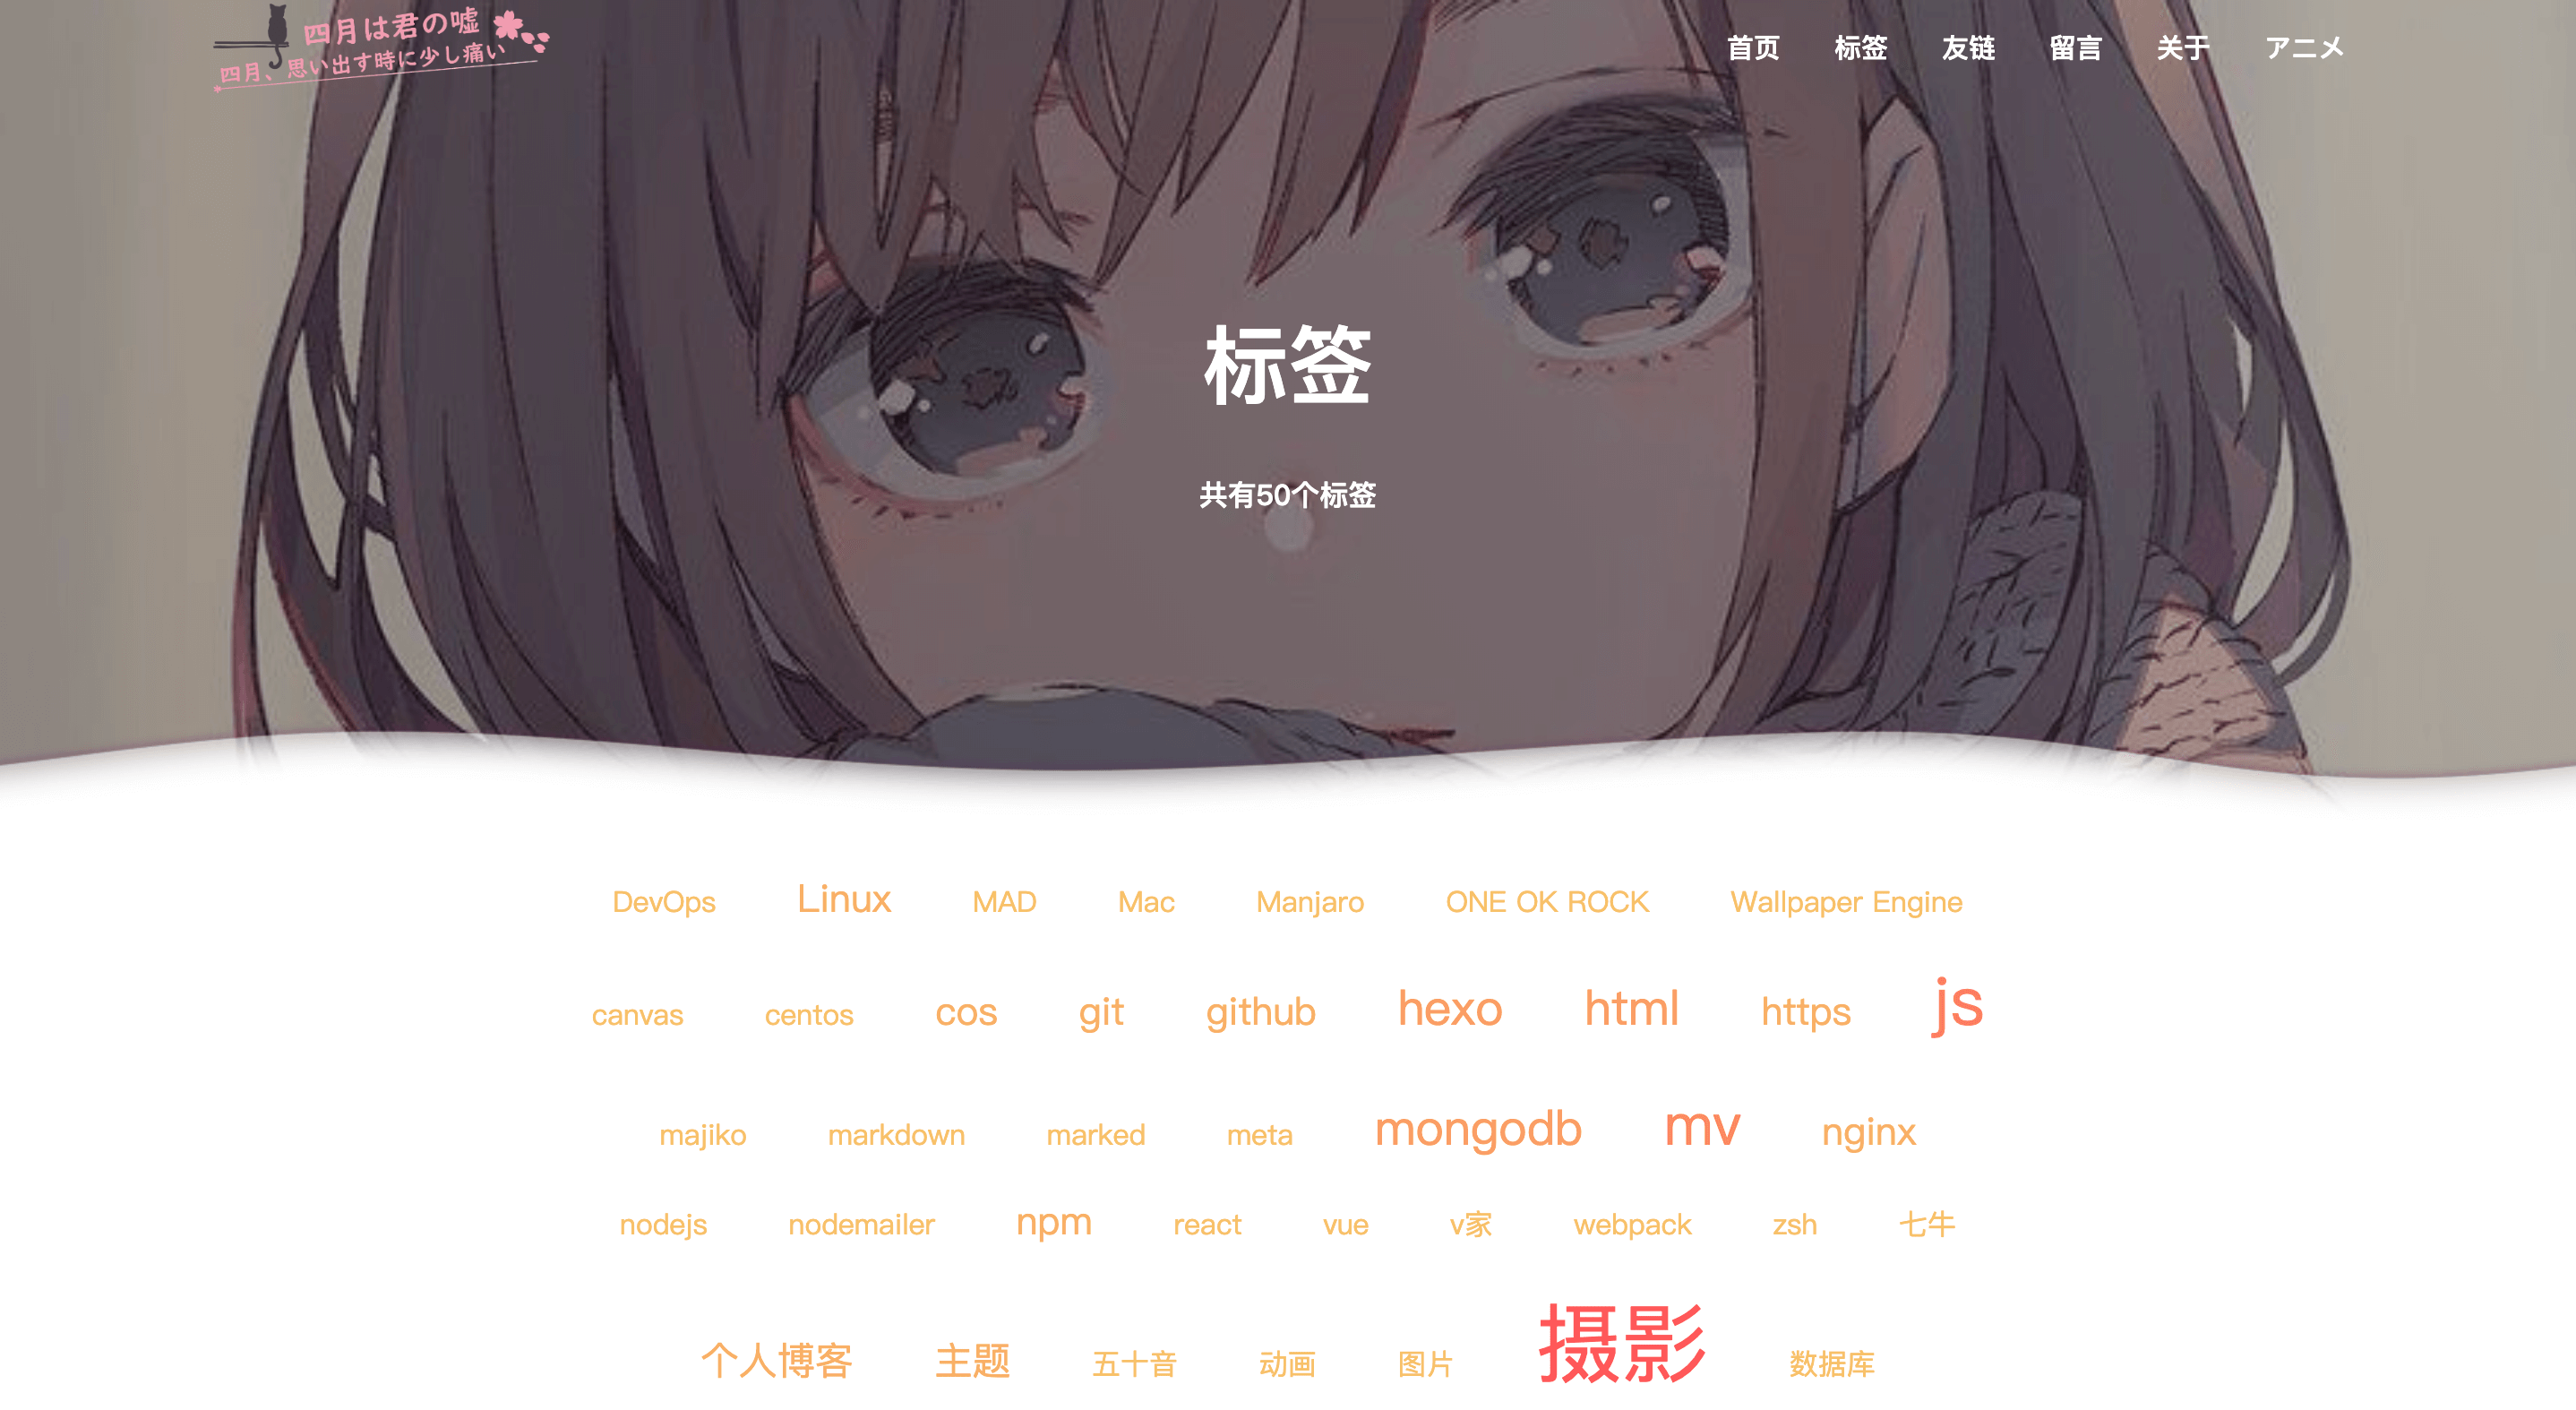 四月は君の嘘
四月、思い出す時に少し痛い
首页 标签 友链 留言 关于 アニメ
标签
共有50个标签
DevOps Linux MAD Mac Manjaro ONE OK ROCK Wallpaper Engine
canvas centos cos git github hexo html https js
majiko markdown marked meta mongodb mv nginx
nodejs nodemailer npm react vue v家 webpack zsh 七牛
个人博客 主题 五十音 动画 图片 摄影 数据库